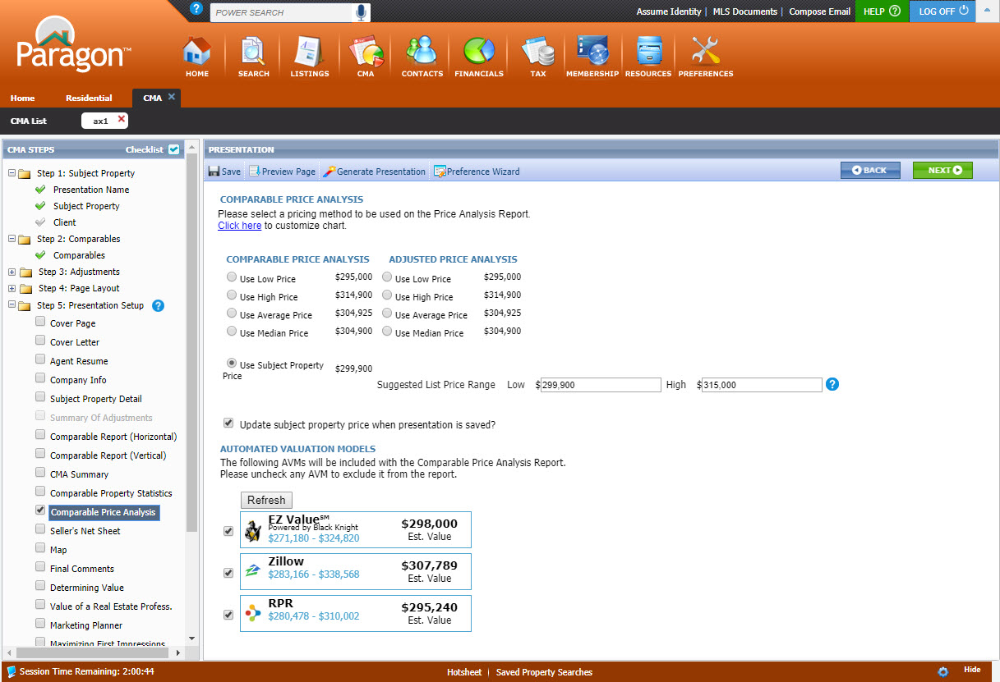 POWER SEARCH
Assume Identity | MLS Documents | Compose Email
HELP
LOG OFF
Paragon™
HOME
SEARCH
LISTINGS
CMA
CONTACTS
FINANCIALS
TAX
MEMBERSHIP
RESOURCES
PREFERENCES
Home
Residential
CMA
CMA List
ax1
CMA STEPS
Checklist
Step 1: Subject Property
Presentation Name
Subject Property
Client
Step 2: Comparables
Comparables
Step 3: Adjustments
Step 4: Page Layout
Step 5: Presentation Setup
Cover Page
Cover Letter
Agent Resume
Company Info
Subject Property Detail
Summary Of Adjustments
Comparable Report (Horizontal)
Comparable Report (Vertical)
CMA Summary
Comparable Property Statistics
Comparable Price Analysis
Seller's Net Sheet
Map
Final Comments
Determining Value
Value of a Real Estate Profess.
Marketing Planner
Maximizing First Impressions
PRESENTATION
Save
Preview Page
Generate Presentation
Preference Wizard
BACK
NEXT
COMPARABLE PRICE ANALYSIS
Please select a pricing method to be used on the Price Analysis Report.
Click here to customize chart.
COMPARABLE PRICE ANALYSIS
ADJUSTED PRICE ANALYSIS
Use Low Price $295,000 Use Low Price $295,000
Use High Price $314,900 Use High Price $314,900
Use Average Price $304,925 Use Average Price $304,925
Use Median Price $304,900 Use Median Price $304,900
Use Subject Property
Price
$299,900
Suggested List Price Range Low $299,900 High $315,000
Update subject property price when presentation is saved?
AUTOMATED VALUATION MODELS
The following AVMs will be included with the Comparable Price Analysis Report.
Please uncheck any AVM to exclude it from the report.
Refresh
EZ Value℠
Powered by Black Knight
$271,180 - $324,820
$298,000
Est. Value
Zillow
$283,166 - $338,568
$307,789
Est. Value
RPR
$280,478 - $310,002
$295,240
Est. Value
Session Time Remaining: 2:00:44
Hotsheet | Saved Property Searches
Hide